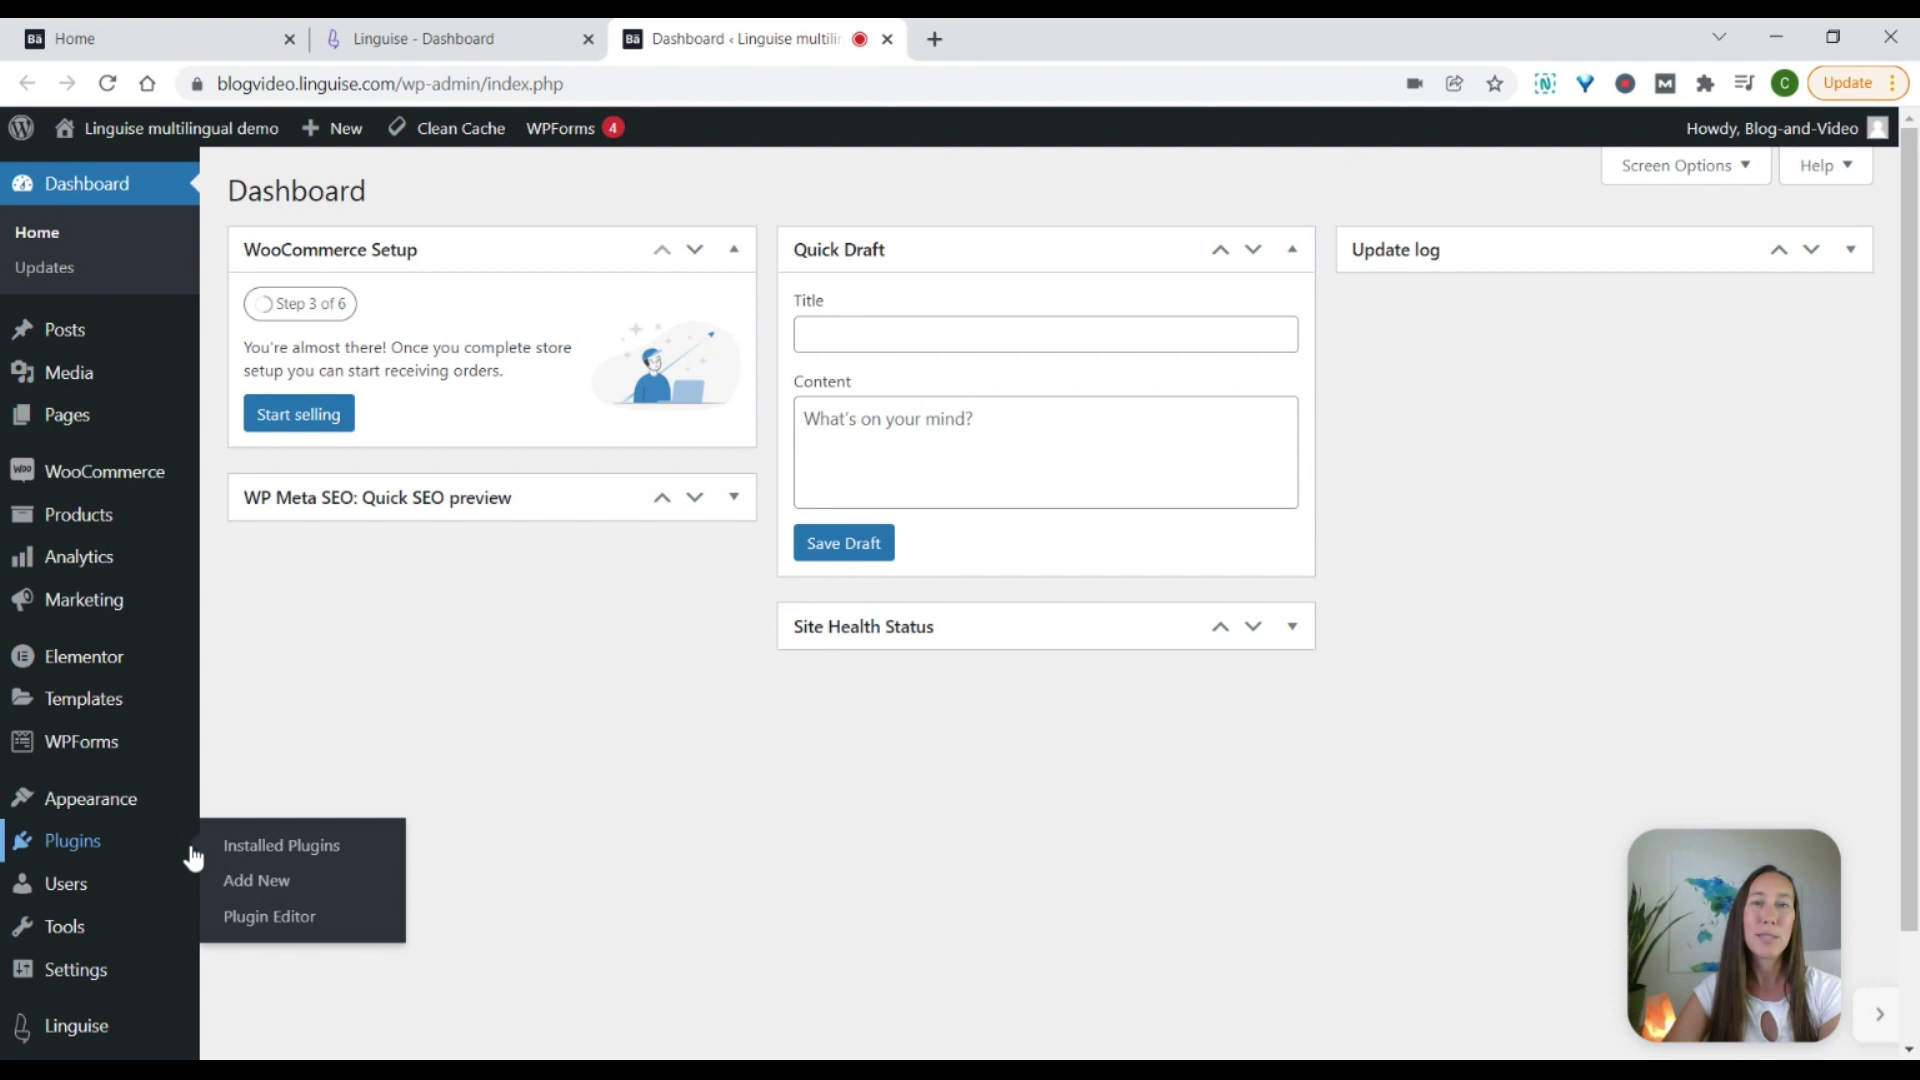 Bā Home
Linguise - Dashboard
Bā Dashboard ‹ Linguise multilin
blogvideo.linguise.com/wp-admin/index.php
C
Update
Linguise multilingual demo
New
Clean Cache
WPForms 4
Howdy, Blog-and-Video
Dashboard
Home
Updates
Posts
Media
Pages
WooCommerce
Products
Analytics
Marketing
Elementor
Templates
WPForms
Appearance
Plugins
Users
Tools
Settings
Linguise
Installed Plugins
Add New
Plugin Editor
Screen Options
Help
Dashboard
WooCommerce Setup
Step 3 of 6
You're almost there! Once you complete store
setup you can start receiving orders.
Start selling
WP Meta SEO: Quick SEO preview
Quick Draft
Title
Content
What's on your mind?
Save Draft
Site Health Status
Update log